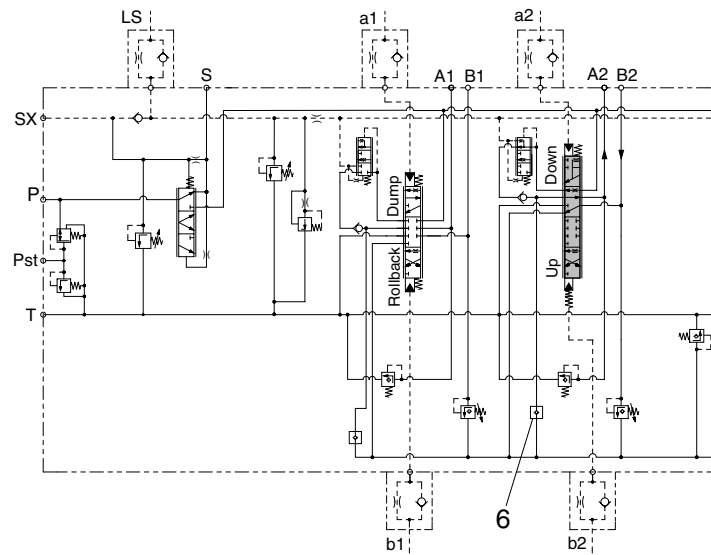 LS
a1
a2
S
A1
B1
A2
B2
SX
P
Pst
T
Dump
Rollback
Down
Up
6
b1
b2